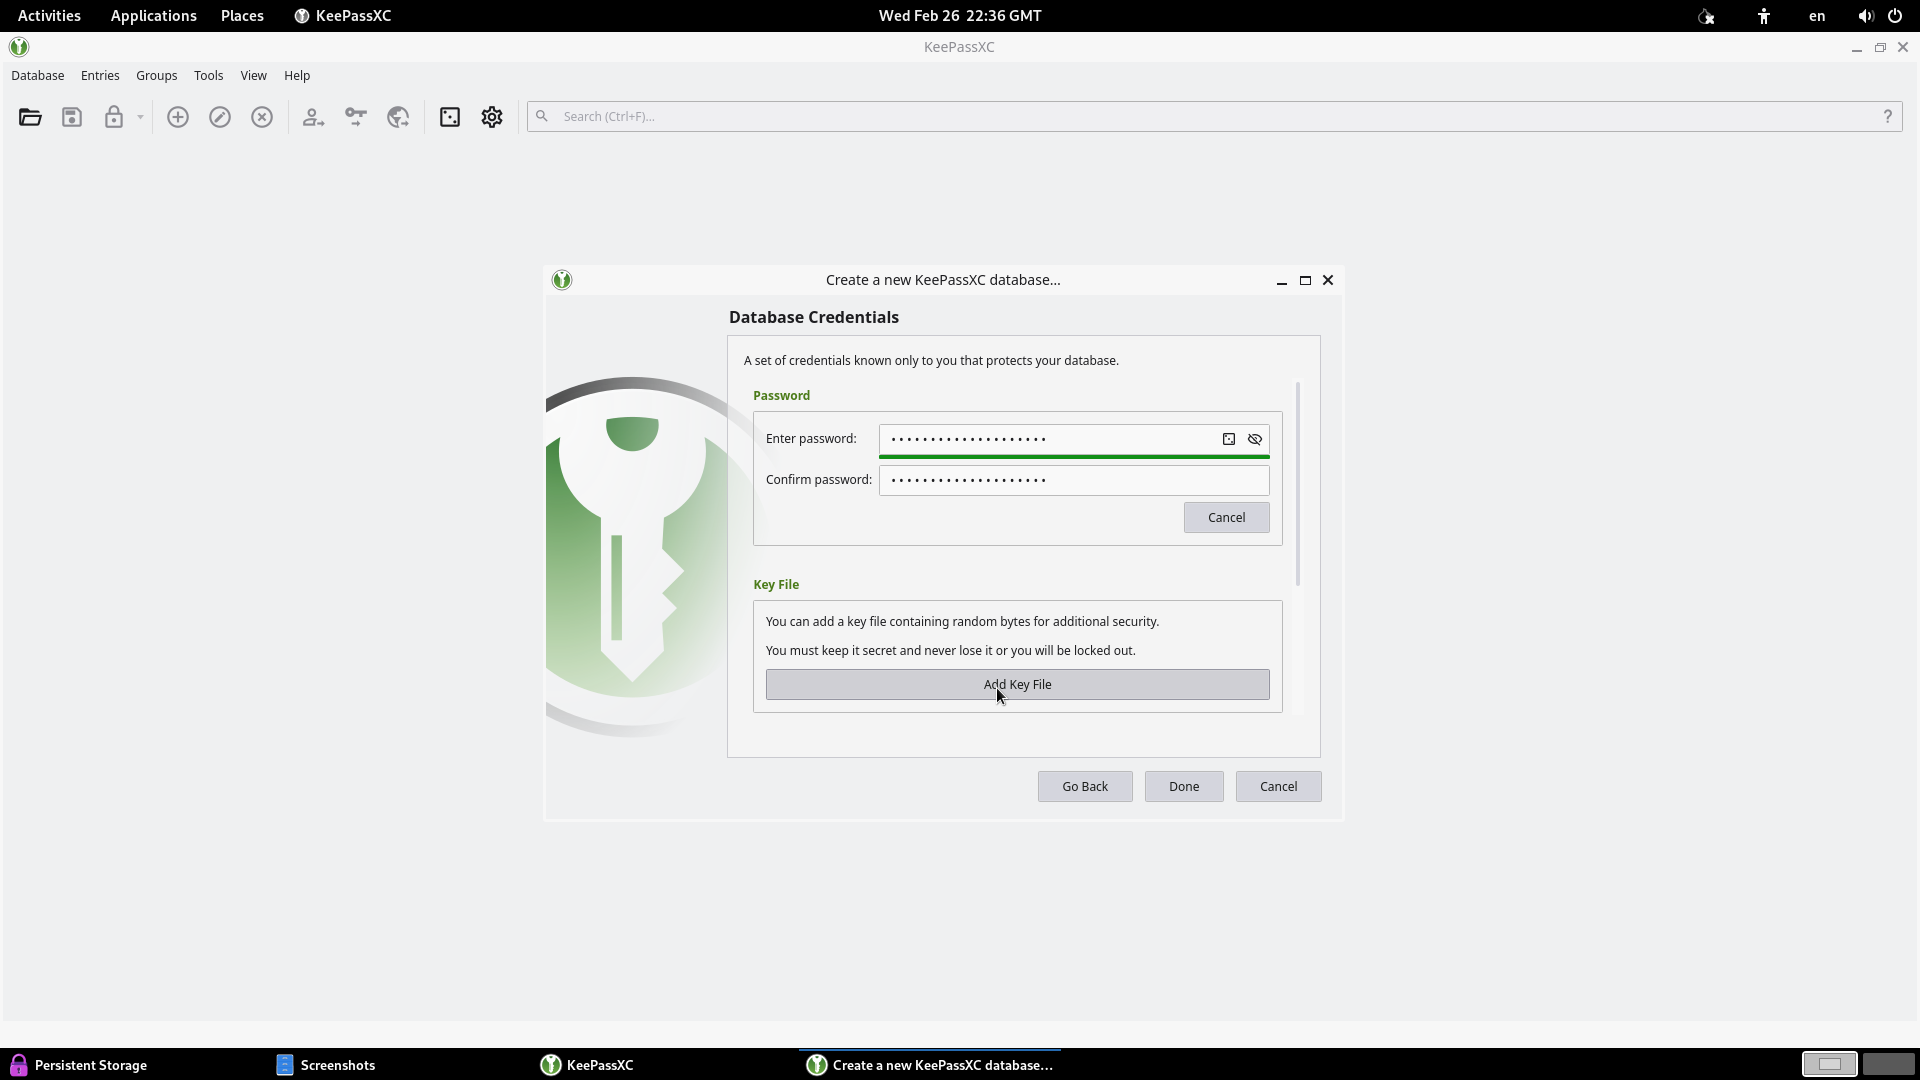 Activities Applications Places KeePassXC Wed Feb 26 22:36 GMT en
KeePassXC
Database Entries Groups Tools View Help
Search (Ctrl+F)... ?
Create a new KeePassXC database...
Database Credentials
A set of credentials known only to you that protects your database.
Password
Enter password: ••••••••••••••••••••
Confirm password: ••••••••••••••••••••
Cancel
Key File
You can add a key file containing random bytes for additional security.
You must keep it secret and never lose it or you will be locked out.
Add Key File
Go Back Done Cancel
Persistent Storage Screenshots KeePassXC Create a new KeePassXC database...